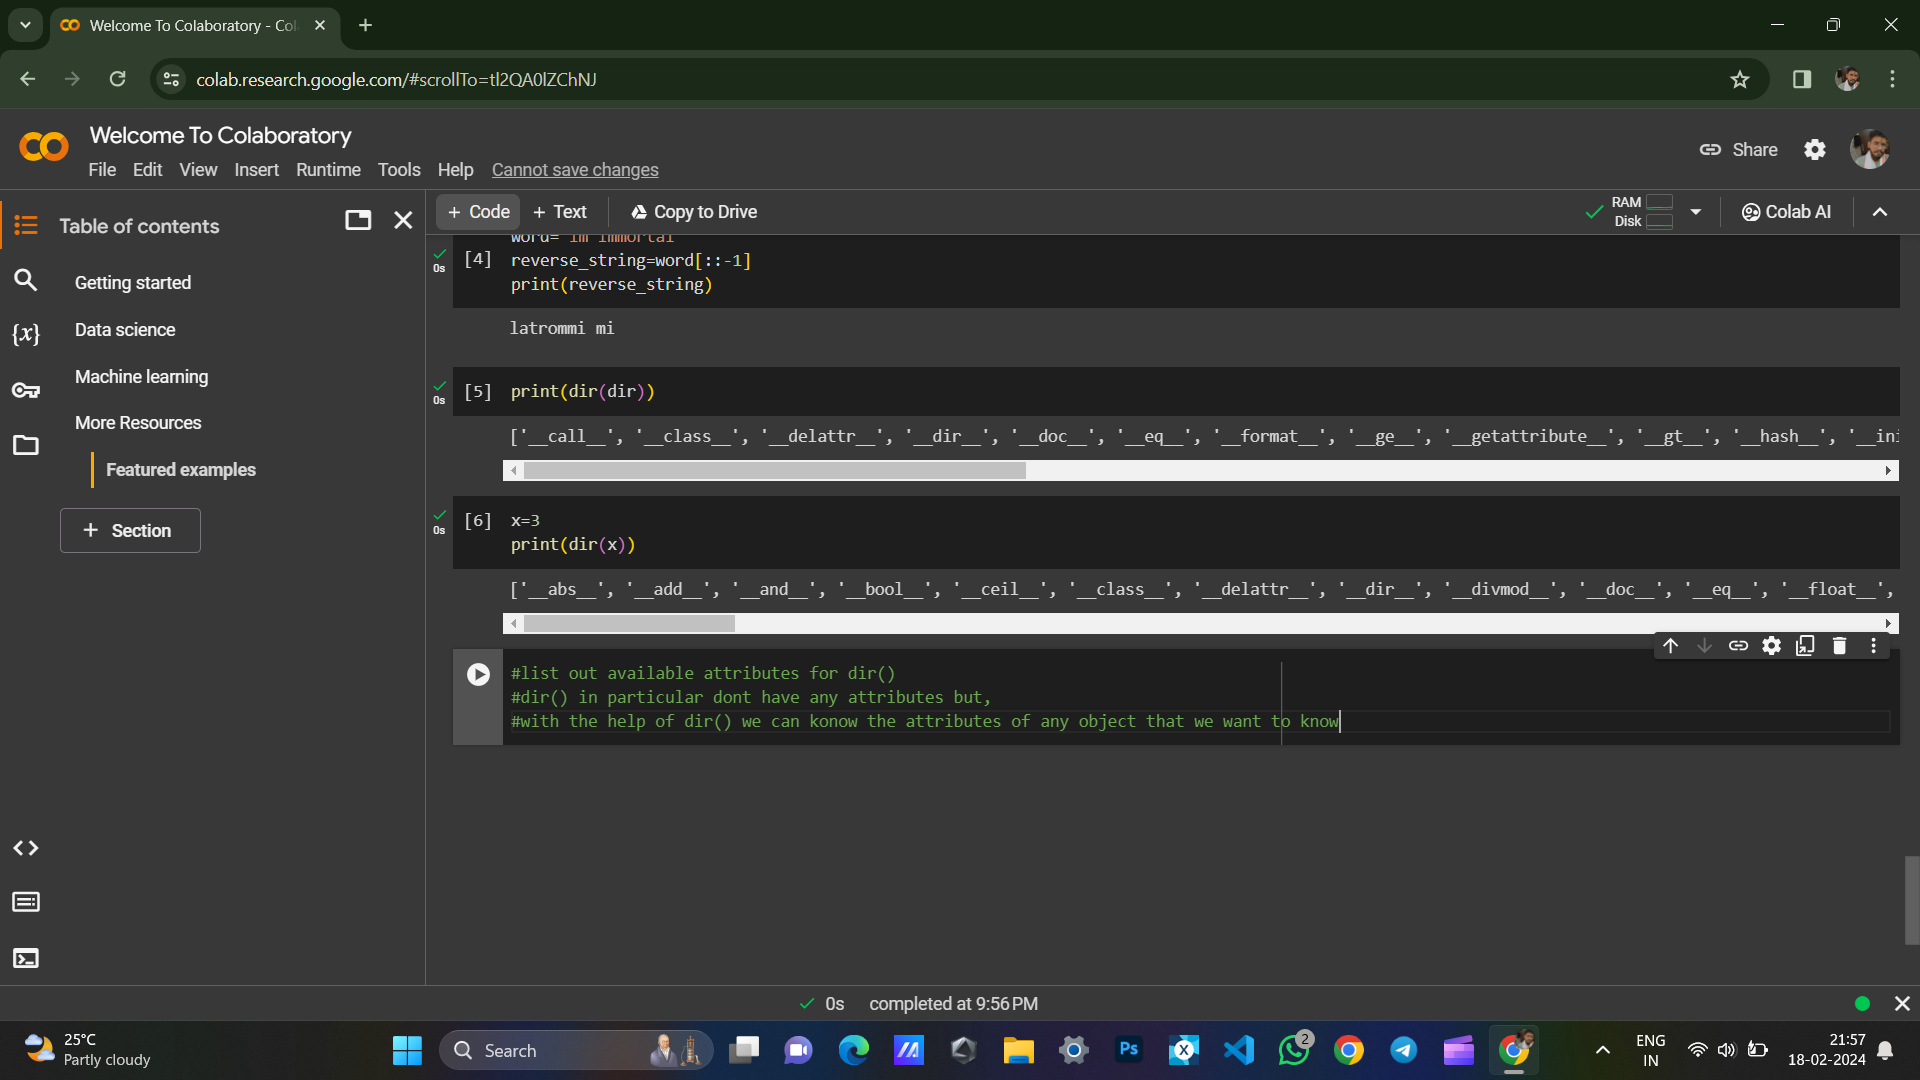 Welcome To Colaboratory - Col
colab.research.google.com/#scrollTo=tl2QA0lZChNJ
Welcome To Colaboratory
File Edit View Insert Runtime Tools Help Cannot save changes
Share
Table of contents
+ Code + Text Copy to Drive
RAM
Disk
Colab AI
Getting started
Data science
Machine learning
More Resources
Featured examples
+ Section
word="im immortal"
0s [4] reverse_string=word[::-1]
print(reverse_string)
latrommi mi
0s [5] print(dir(dir))
['__call__', '__class__', '__delattr__', '__dir__', '__doc__', '__eq__', '__format__', '__ge__', '__getattribute__', '__gt__', '__hash__', '__ini
0s [6] x=3
print(dir(x))
['__abs__', '__add__', '__and__', '__bool__', '__ceil__', '__class__', '__delattr__', '__dir__', '__divmod__', '__doc__', '__eq__', '__float__',
#list out available attributes for dir()
#dir() in particular dont have any attributes but,
#with the help of dir() we can konow the attributes of any object that we want to know
0s completed at 9:56 PM
25°C
Partly cloudy
Search
Ps
2
ENG
IN
21:57
18-02-2024